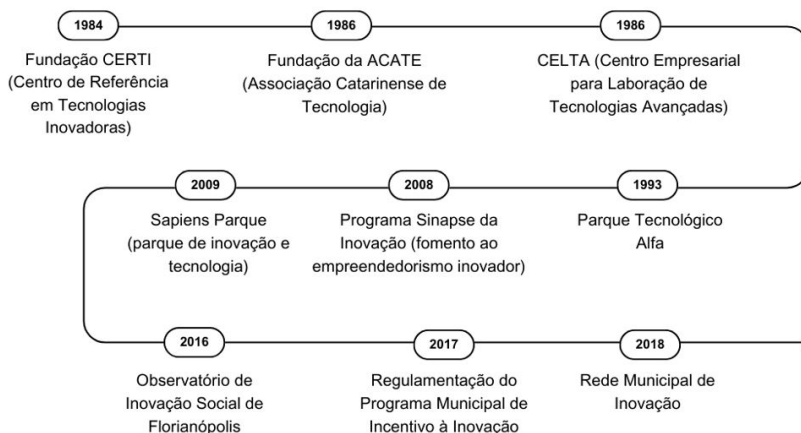 1984
Fundação CERTI
(Centro de Referência
em Tecnologias
Inovadoras)
1986
Fundação da ACATE
(Associação Catarinense de
Tecnologia)
1986
CELTA (Centro Empresarial
para Laboração de
Tecnologias Avançadas)
1993
Parque Tecnológico
Alfa
2008
Programa Sinapse da
Inovação (fomento ao
empreendedorismo inovador)
2009
Sapiens Parque
(parque de inovação e
tecnologia)
2016
Observatório de
Inovação Social de
Florianópolis
2017
Regulamentação do
Programa Municipal de
Incentivo à Inovação
2018
Rede Municipal de
Inovação